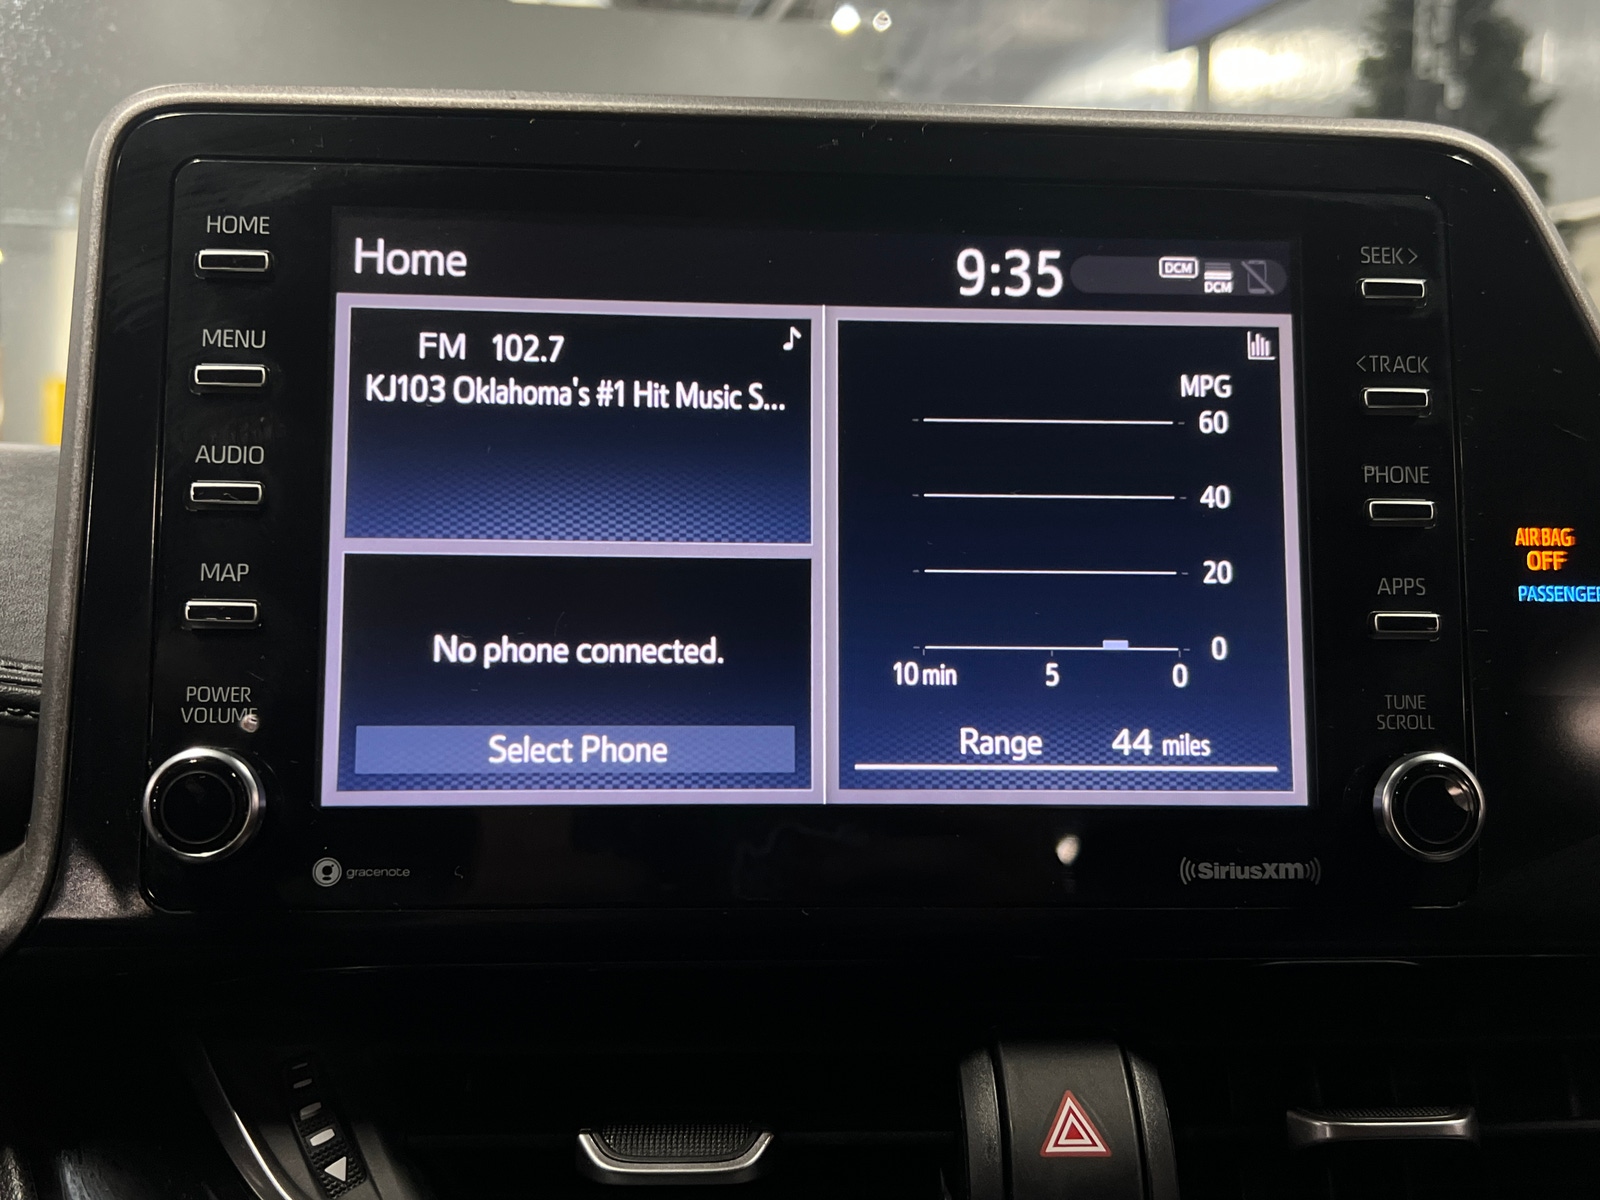 HOME
MENU
AUDIO
MAP
POWER
VOLUME
Home
9:35
DCM
DCM
FM 102.7
KJ103 Oklahoma's #1 Hit Music S...
No phone connected.
Select Phone
MPG
60
40
20
0
10 min 5 0
Range 44 miles
SEEK >
< TRACK
PHONE
APPS
TUNE
SCROLL
gracenote
((SiriusXM))
AIRBAG
OFF
PASSENGER